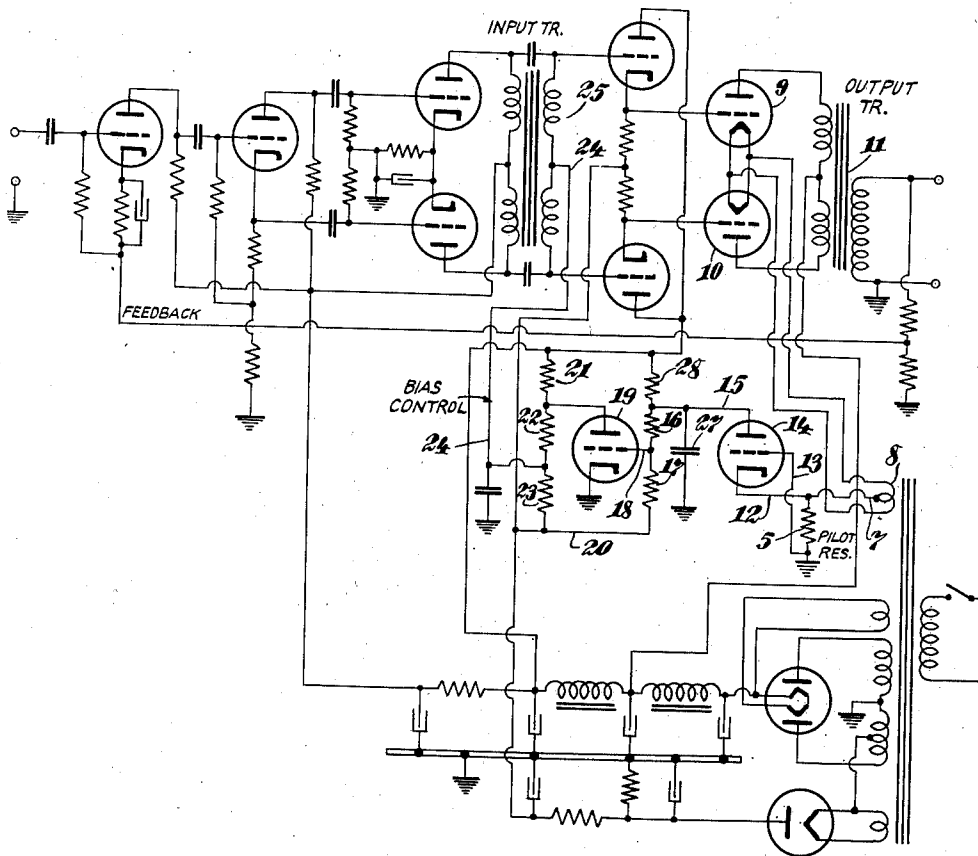 INPUT TR.
OUTPUT
TR.
9
25
24
11
10
FEEDBACK
21
28
15
BIAS
CONTROL
22
19
16
27
14
13
8
24
23
18
17
12
7
20
5
PILOT
RES.